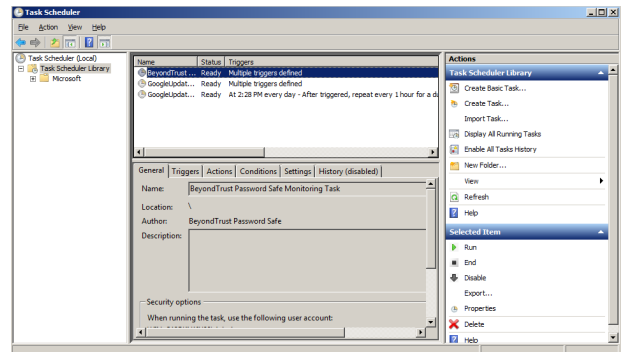 Task Scheduler
File Action View Help
Task Scheduler (Local)
Task Scheduler Library
Microsoft
Name Status Triggers
BeyondTrust ... Ready Multiple triggers defined
GoogleUpdat... Ready Multiple triggers defined
GoogleUpdat... Ready At 2:28 PM every day - After triggered, repeat every 1 hour for a
General Triggers Actions Conditions Settings History (disabled)
Name: BeyondTrust Password Safe Monitoring Task
Location: \
Author: BeyondTrust Password Safe
Description:
Security options
When running the task, use the following user account:
Actions
Task Scheduler Library
Create Basic Task...
Create Task...
Import Task...
Display All Running Tasks
Enable All Tasks History
New Folder...
View
Refresh
Help
Selected Item
Run
End
Disable
Export...
Properties
Delete
Help